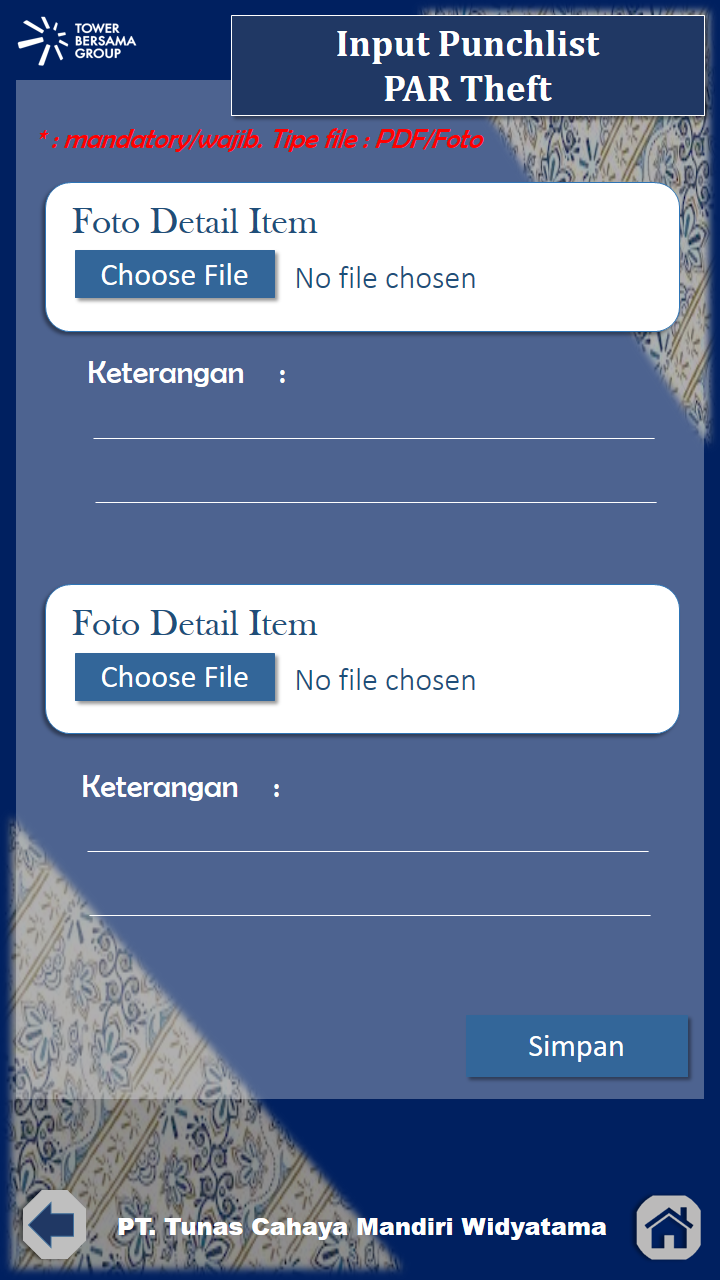 TOWER
BERSAMA
GROUP
Input Punchlist
PAR Theft
* : mandatory/wajib. Tipe file : PDF/Foto
Foto Detail Item
Choose File No file chosen
Keterangan :
Foto Detail Item
Choose File No file chosen
Keterangan :
Simpan
PT. Tunas Cahaya Mandiri Widyatama